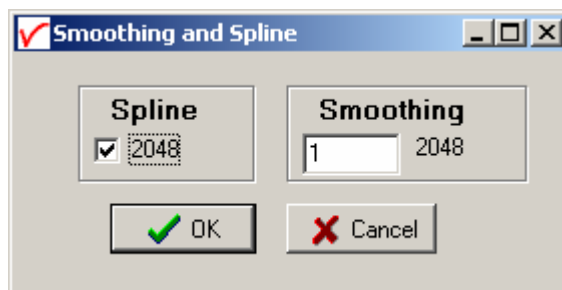 Smoothing and Spline
Spline
2048
Smoothing
1 2048
OK
Cancel